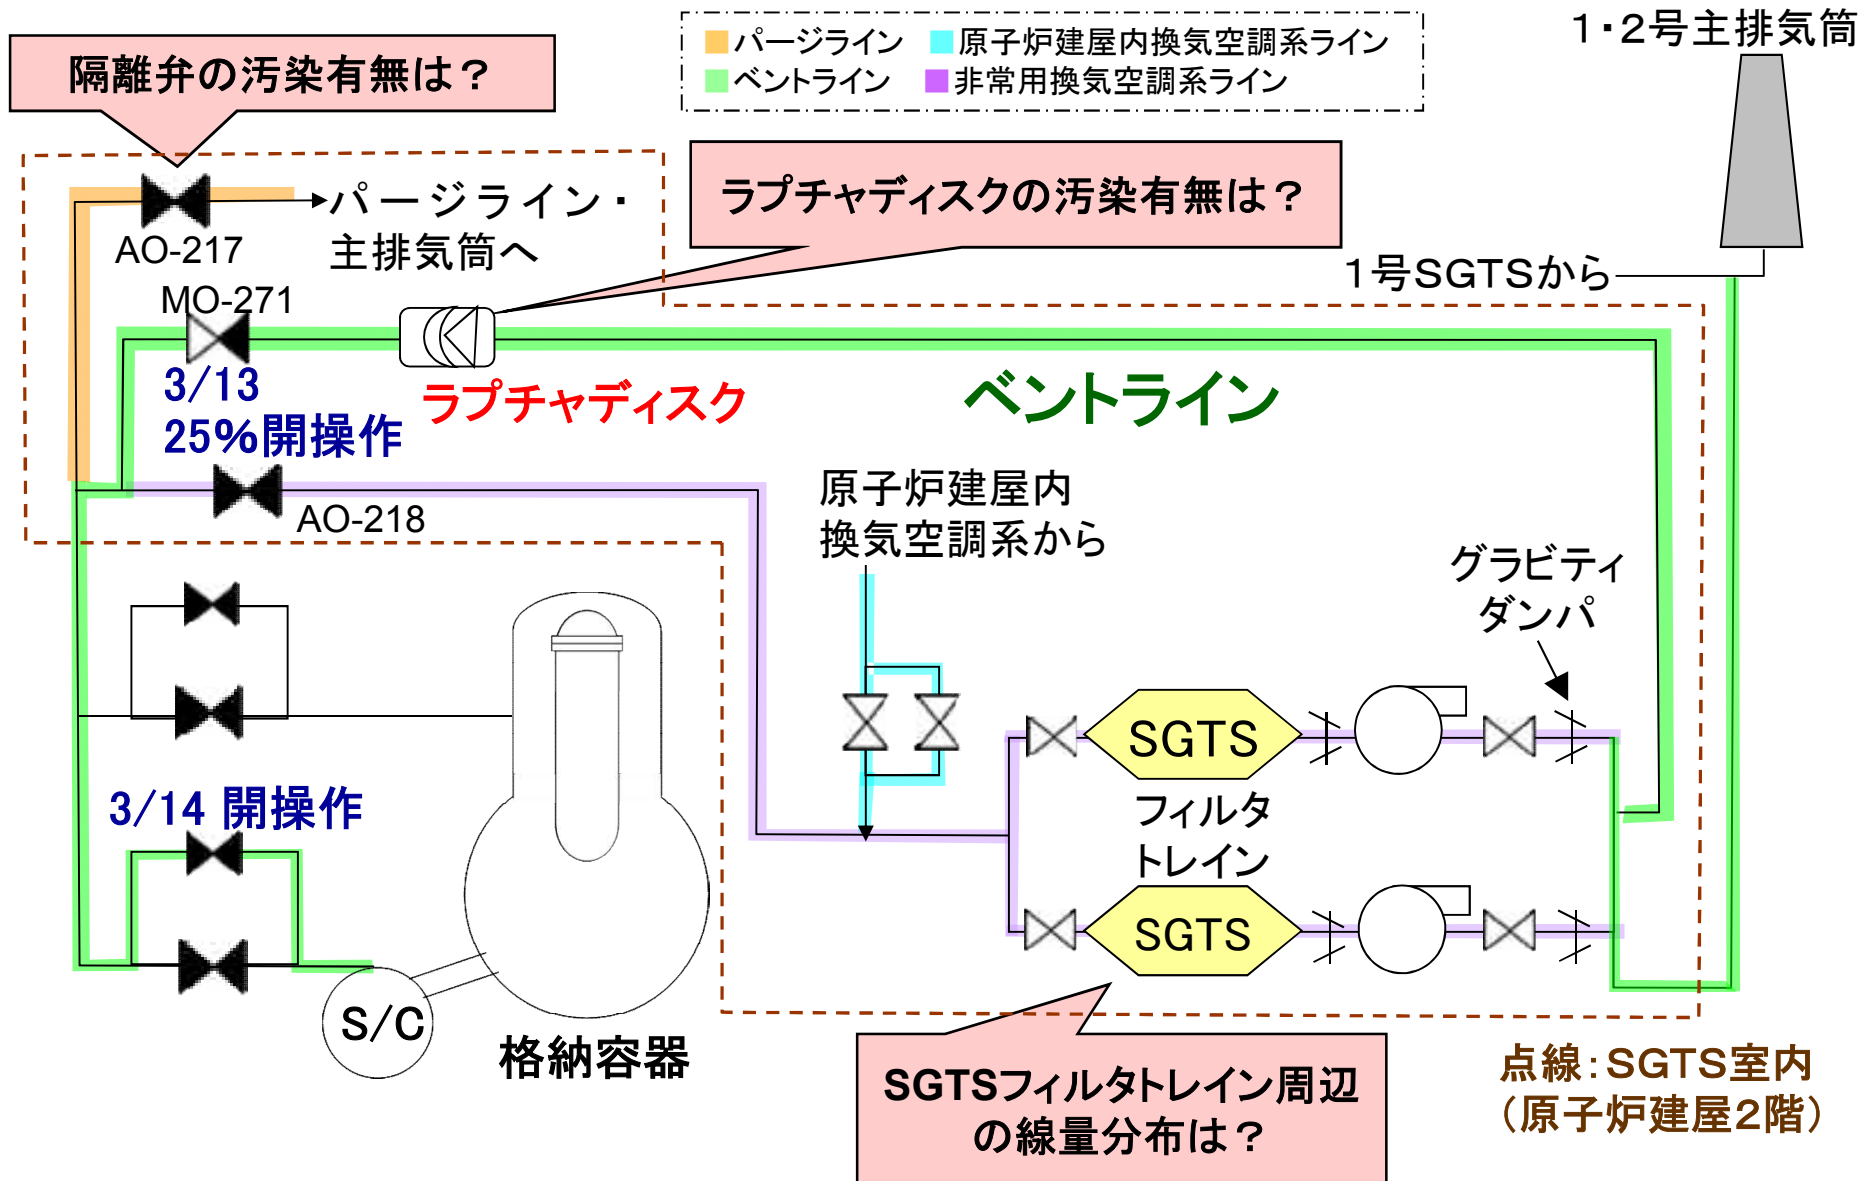 パージライン
原子炉建屋内換気空調系ライン
ベントライン
非常用換気空調系ライン
1・2号主排気筒
隔離弁の汚染有無は？
ラプチャディスクの汚染有無は？
パージライン・
主排気筒へ
AO-217
1号SGTSから
MO-271
3/13
25%開操作
ラプチャディスク
ベントライン
AO-218
原子炉建屋内
換気空調系から
グラビティ
ダンパ
SGTS
3/14 開操作
フィルタ
トレイン
SGTS
S/C
格納容器
SGTSフィルタトレイン周辺
の線量分布は？
点線：SGTS室内
（原子炉建屋2階）